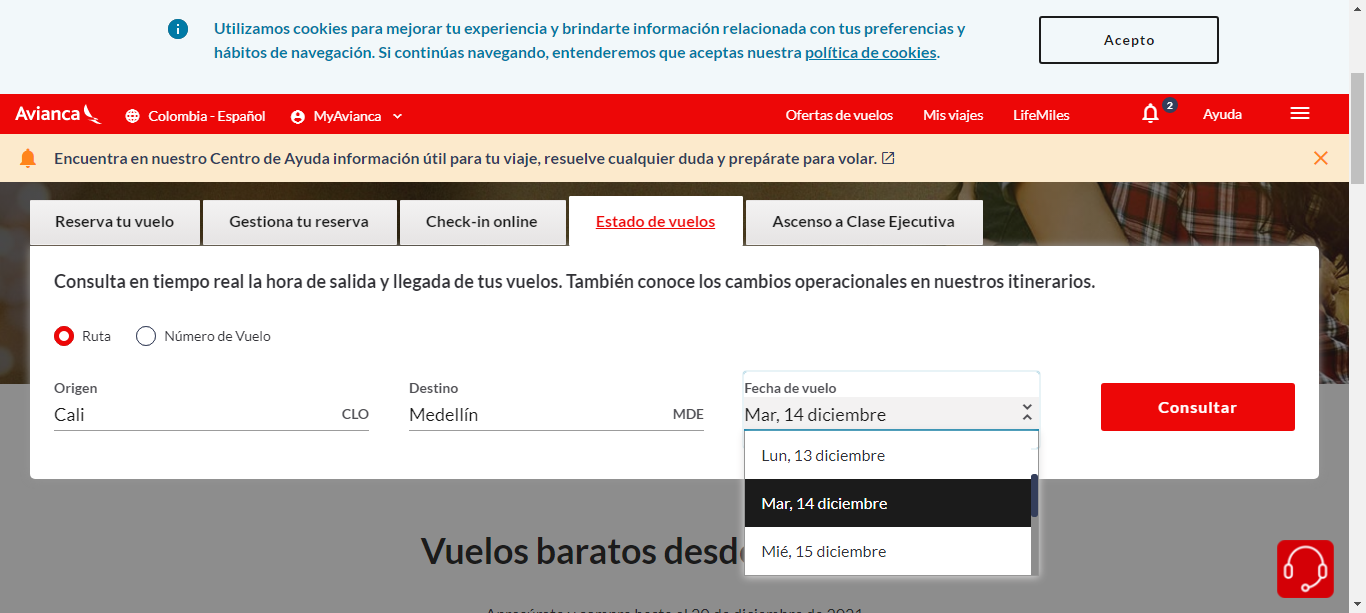 Utilizamos cookies para mejorar tu experiencia y brindarte información relacionada con tus preferencias y
hábitos de navegación. Si continúas navegando, entenderemos que aceptas nuestra política de cookies.
Acepto
Avianca
Colombia - Español
MyAvianca
Ofertas de vuelos
Mis viajes
LifeMiles
2
Ayuda
Encuentra en nuestro Centro de Ayuda información útil para tu viaje, resuelve cualquier duda y prepárate para volar.
Reserva tu vuelo
Gestiona tu reserva
Check-in online
Estado de vuelos
Ascenso a Clase Ejecutiva
Consulta en tiempo real la hora de salida y llegada de tus vuelos. También conoce los cambios operacionales en nuestros itinerarios.
Ruta
Número de Vuelo
Origen
Cali
CLO
Destino
Medellín
MDE
Fecha de vuelo
Mar, 14 diciembre
Consultar
Lun, 13 diciembre
Mar, 14 diciembre
Mié, 15 diciembre
Vuelos baratos desd